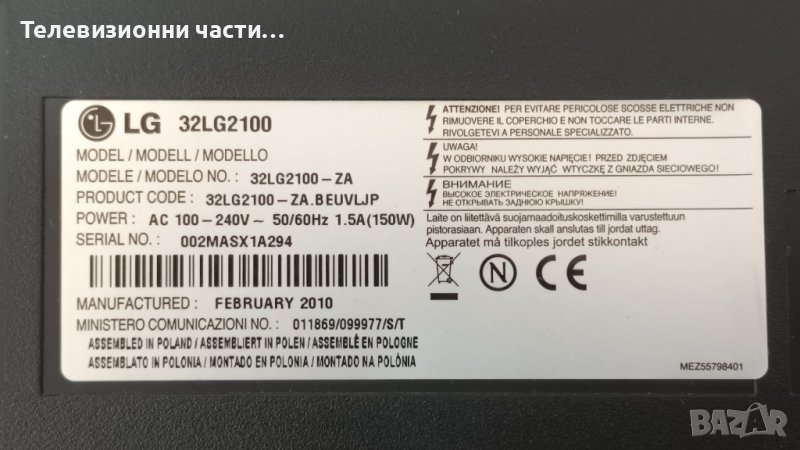 Телевизионни части…
LG 32LG2100
MODEL / MODELL / MODELLO
MODELE / MODELO NO. : 32LG2100-ZA
PRODUCT CODE : 32LG2100-ZA.BEUVLJP
POWER : AC 100-240V~ 50/60Hz 1.5A(150W)
SERIAL NO. : 002MASX1A294
MANUFACTURED : FEBRUARY 2010
MINISTERO COMUNICAZIONI NO. : 011869/099977/S/T
ASSEMBLED IN POLAND / ASSEMBLIERT IN POLEN / ASSEMBLÉ EN POLOGNE
ASSEMBLATO IN POLONIA / MONTADO EN POLONIA / MONTADO NA POLÔNIA
ATTENZIONE! PER EVITARE PERICOLOSE SCOSSE ELETTRICHE NON
RIMUOVERE IL COPERCHIO E NON TOCCARE LE PARTI INTERNE.
RIVOLGETEVI A PERSONALE SPECIALIZZATO.
UWAGA!
W ODBIORNIKU WYSOKIE NAPIĘCIE! PRZED ZDJĘCIEM
POKRYWY NALEŻY WYJĄĆ WTYCZKĘ Z GNIAZDA SIECIOWEGO!
ВНИМАНИЕ
ВЫСОКОЕ ЭЛЕКТРИЧЕСКОЕ НАПРЯЖЕНИЕ!
НЕ ОТКРЫВАТЬ ЗАДНЮЮ КРЫШКУ!
Laite on liitettävä suojamaadoituskoskettimilla varustettuun
pistorasiaan. Apparaten skall anslutas till jordat uttag.
Apparatet må tilkoples jordet stikkontakt
N CE
MEZ55798401
BAZAR